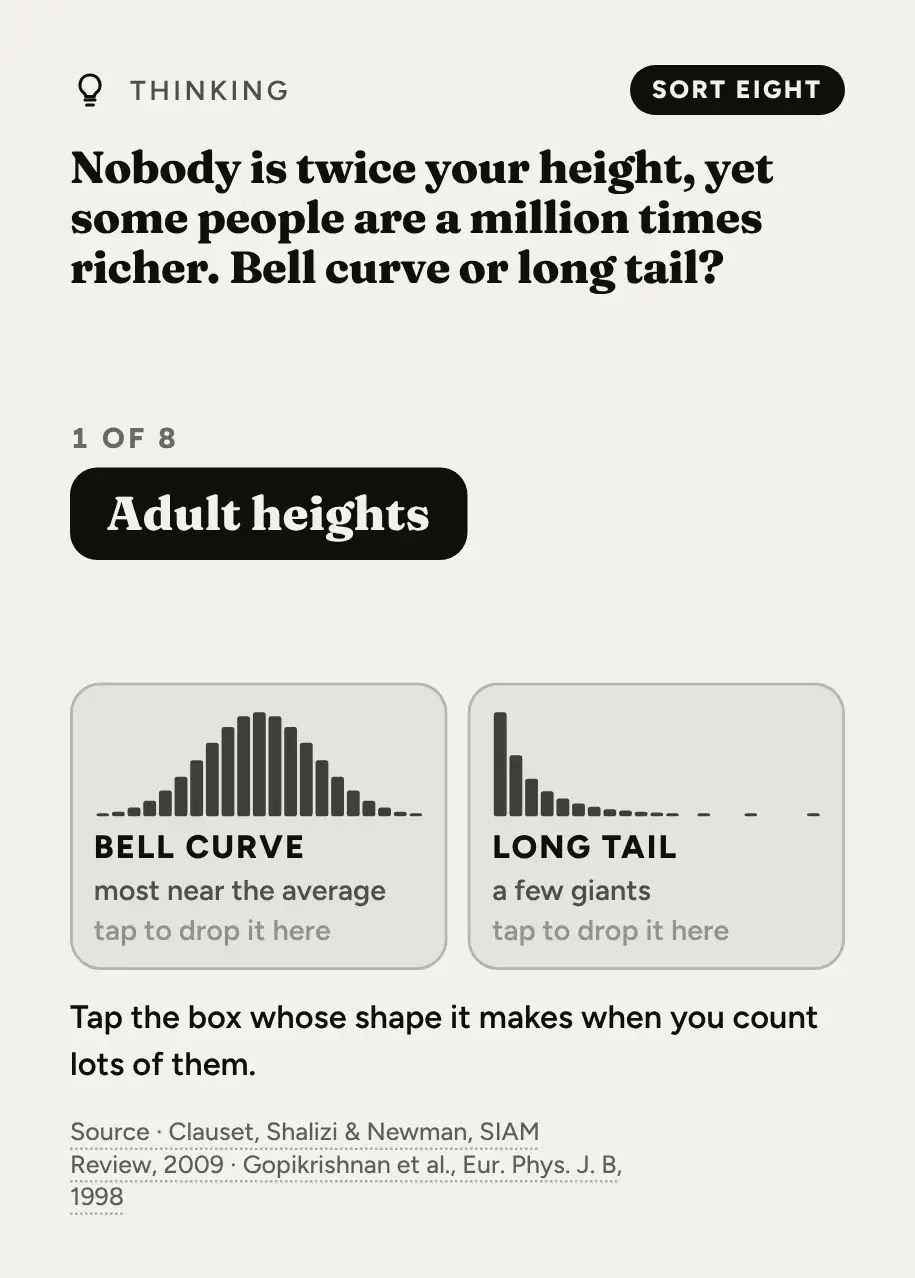 THINKING
SORT EIGHT
Nobody is twice your height, yet
some people are a million times
richer. Bell curve or long tail?
1 OF 8
Adult heights
BELL CURVE
most near the average
tap to drop it here
LONG TAIL
a few giants
tap to drop it here
Tap the box whose shape it makes when you count
lots of them.
Source · Clauset, Shalizi & Newman, SIAM
Review, 2009 · Gopikrishnan et al., Eur. Phys. J. B,
1998